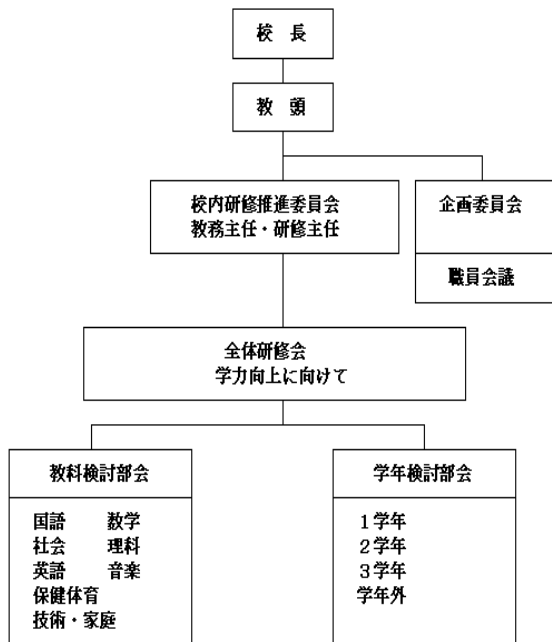 校 長
教 頭
校内研修推進委員会
教務主任・研修主任
企画委員会
職員会議
全体研修会
学力向上に向けて
教科検討部会
国語 数学
社会 理科
英語 音楽
保健体育
技術・家庭
学年検討部会
1学年
2学年
3学年
学年外